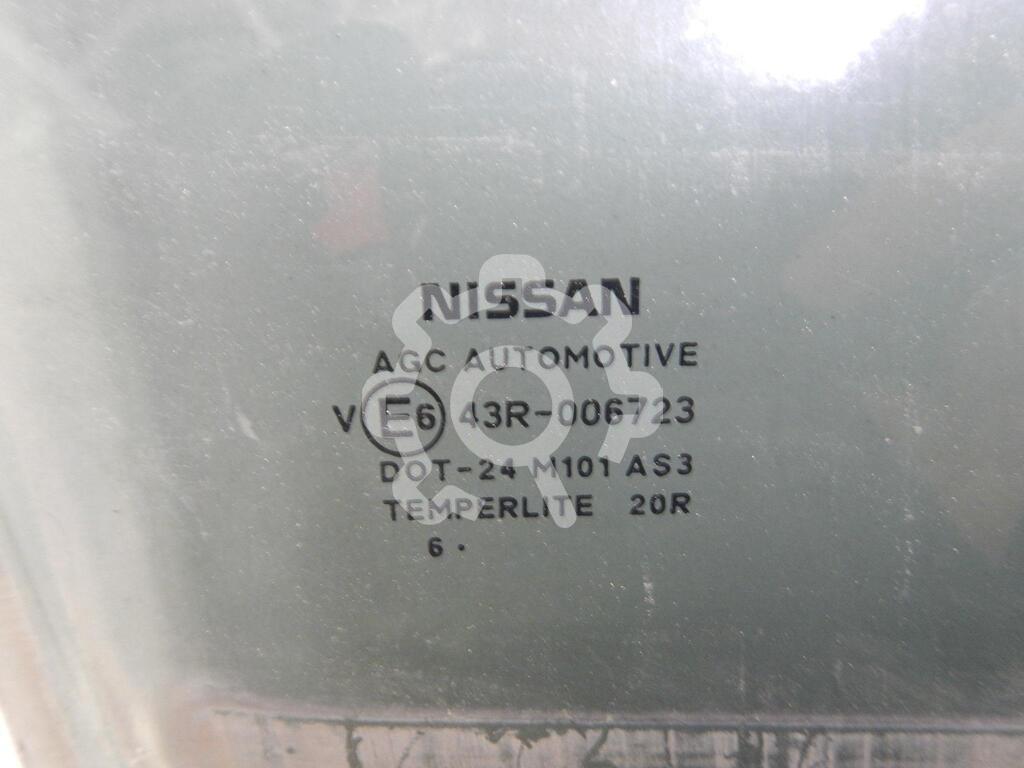 NISSAN
AGC AUTOMOTIVE
V E6 43R-006723
DOT-24 M101 AS3
TEMPERLITE 20R
6 .